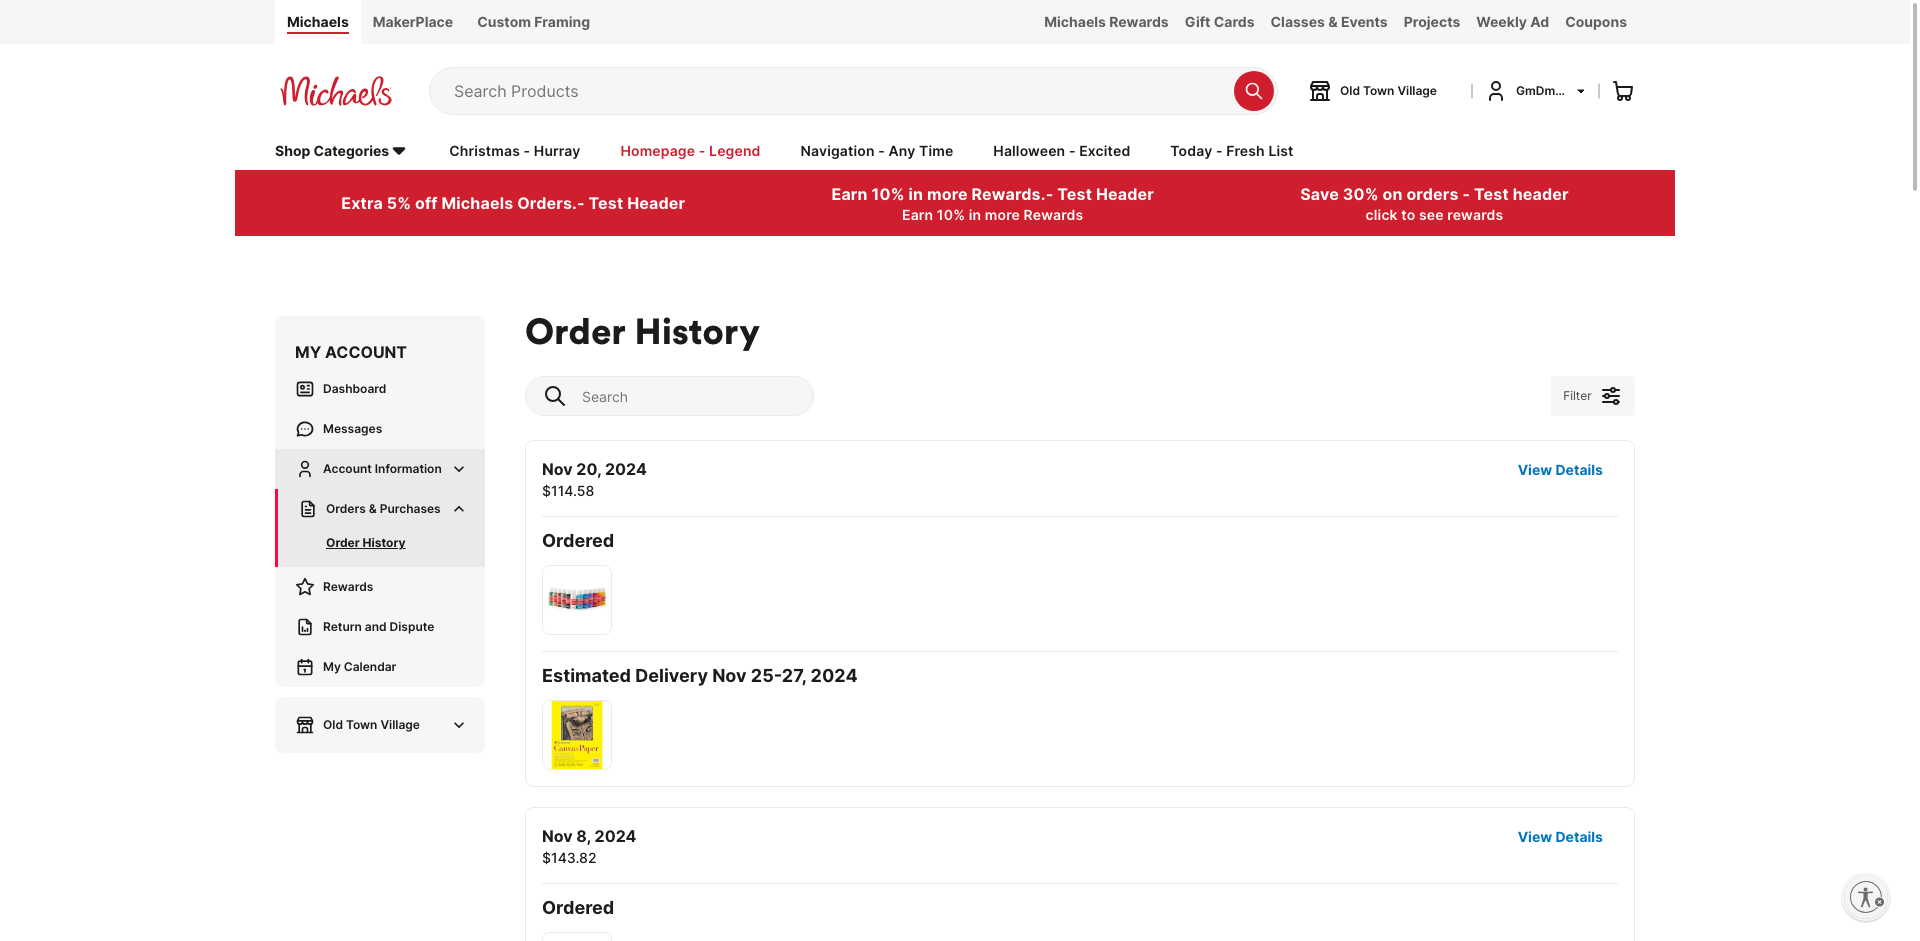 Michaels
MakerPlace
Custom Framing
Michaels Rewards
Gift Cards
Classes & Events
Projects
Weekly Ad
Coupons
Michaels
Search Products
Old Town Village
GmDm...
Shop Categories
Christmas - Hurray
Homepage - Legend
Navigation - Any Time
Halloween - Excited
Today - Fresh List
Extra 5% off Michaels Orders.- Test Header
Earn 10% in more Rewards.- Test Header
Earn 10% in more Rewards
Save 30% on orders - Test header
click to see rewards
MY ACCOUNT
Dashboard
Messages
Account Information
Orders & Purchases
Order History
Rewards
Return and Dispute
My Calendar
Old Town Village
Order History
Search
Filter
Nov 20, 2024
View Details
$114.58
Ordered
Estimated Delivery Nov 25-27, 2024
Canvas Paper
Nov 8, 2024
View Details
$143.82
Ordered